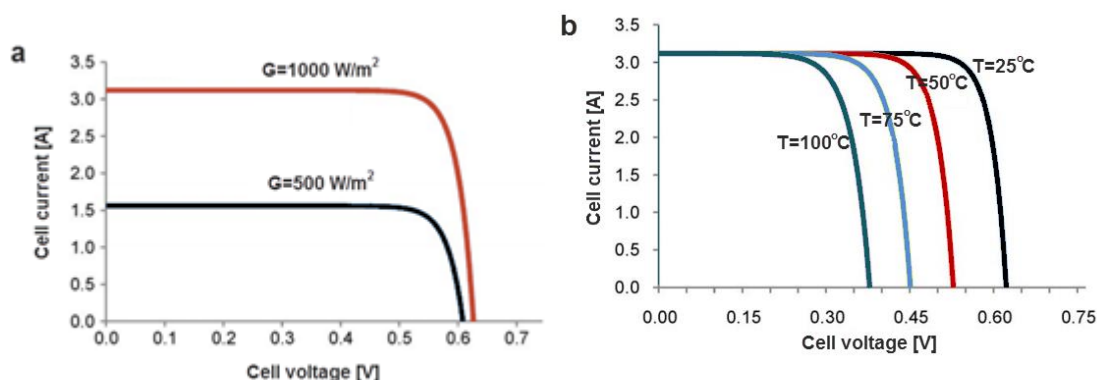 a
Cell current [A]
3.5
3.0
2.5
2.0
1.5
1.0
0.5
0.0
G=1000 W/m²
G=500 W/m²
0.0 0.1 0.2 0.3 0.4 0.5 0.6 0.7
Cell voltage [V]
b
Cell current [A]
3.5
3.0
2.5
2.0
1.5
1.0
0.5
0.0
T=25°C
T=50°C
T=75°C
T=100°C
0.00 0.15 0.30 0.45 0.60 0.75
Cell voltage [V]